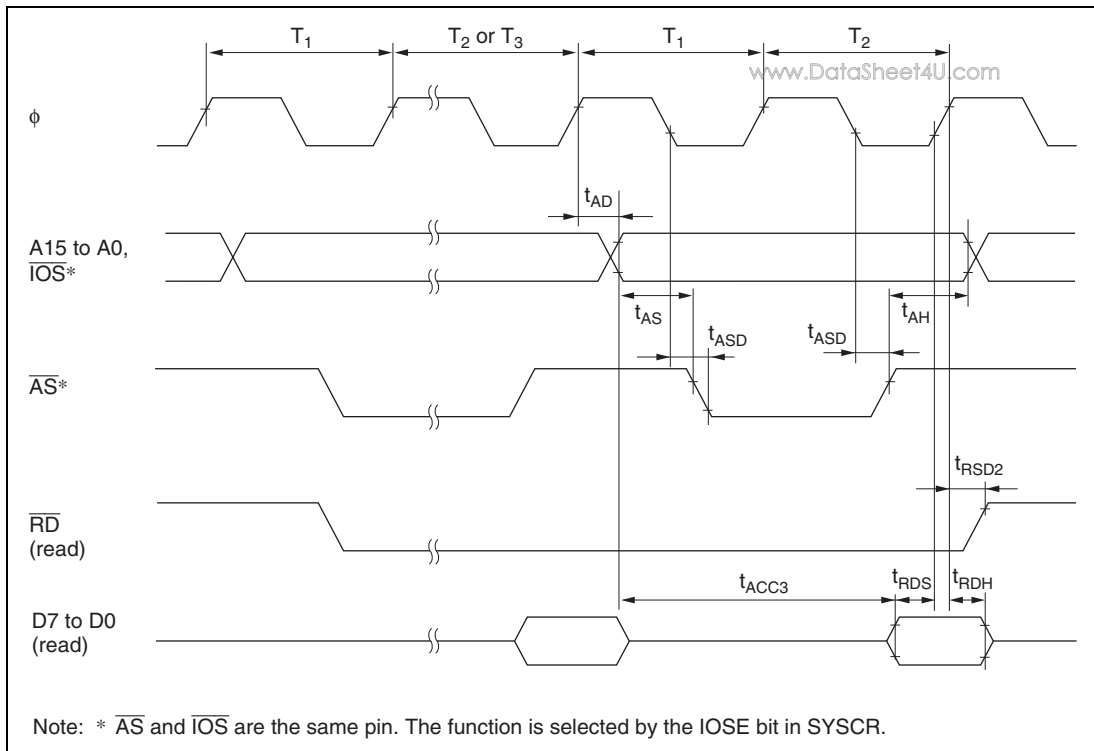 T1 T2 or T3 T1 T2
www.DataSheet4U.com
ϕ
tAD
A15 to A0,
IOS*
tAS tAH
tASD tASD
AS*
tRSD2
RD
(read)
tACC3 tRDS tRDH
D7 to D0
(read)
Note: * AS and IOS are the same pin. The function is selected by the IOSE bit in SYSCR.